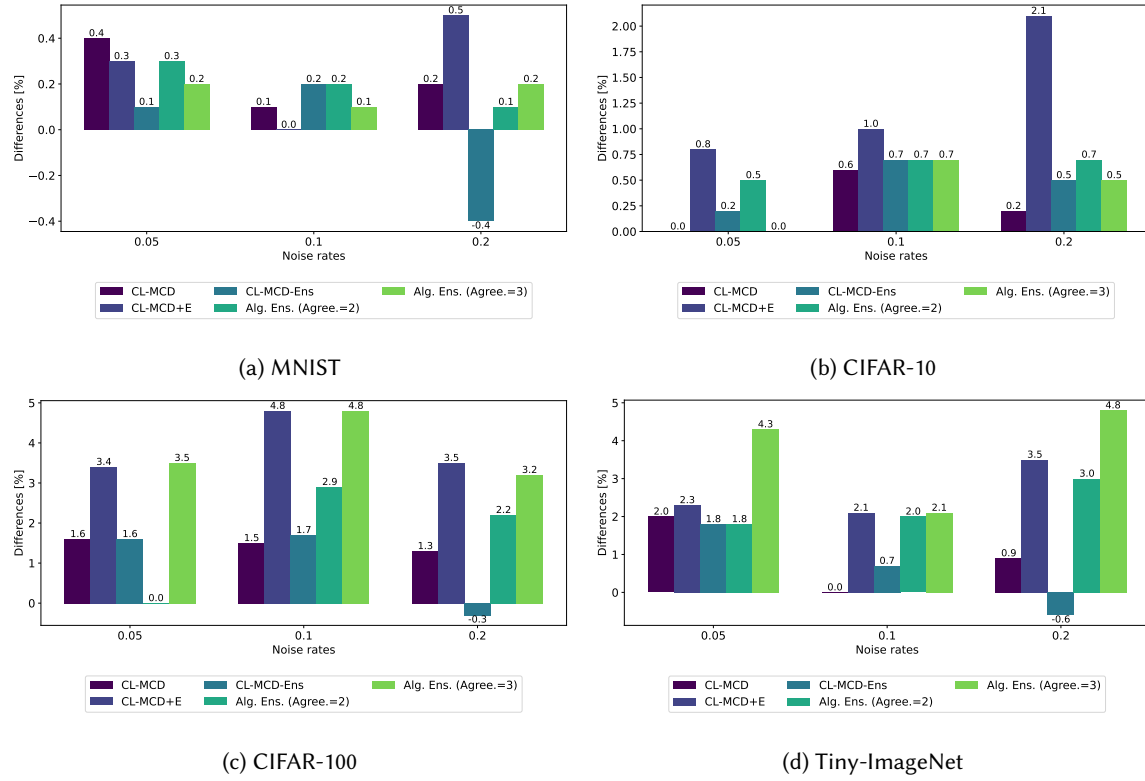 0.4
0.2
0.0
−0.2
−0.4
Differences [%]
0.4 0.3 0.1 0.3 0.2
0.1 0.0 0.2 0.2 0.1
0.2 0.5 -0.4 0.1 0.2
0.05 0.1 0.2
Noise rates
CL-MCD CL-MCD-Ens Alg. Ens. (Agree.=3)
CL-MCD+E Alg. Ens. (Agree.=2)
(a) MNIST
2.00
1.75
1.50
1.25
1.00
0.75
0.50
0.25
0.00
Differences [%]
0.0 0.8 0.2 0.5 0.0
0.6 1.0 0.7 0.7 0.7
0.2 2.1 0.5 0.7 0.5
0.05 0.1 0.2
Noise rates
CL-MCD CL-MCD-Ens Alg. Ens. (Agree.=3)
CL-MCD+E Alg. Ens. (Agree.=2)
(b) CIFAR-10
5
4
3
2
1
0
Differences [%]
1.6 3.4 1.6 0.0 3.5
1.5 4.8 1.7 2.9 4.8
1.3 3.5 -0.3 2.2 3.2
0.05 0.1 0.2
Noise rates
CL-MCD CL-MCD-Ens Alg. Ens. (Agree.=3)
CL-MCD+E Alg. Ens. (Agree.=2)
(c) CIFAR-100
5
4
3
2
1
0
Differences [%]
2.0 2.3 1.8 1.8 4.3
0.0 2.1 0.7 2.0 2.1
0.9 3.5 -0.6 3.0 4.8
0.05 0.1 0.2
Noise rates
CL-MCD CL-MCD-Ens Alg. Ens. (Agree.=3)
CL-MCD+E Alg. Ens. (Agree.=2)
(d) Tiny-ImageNet